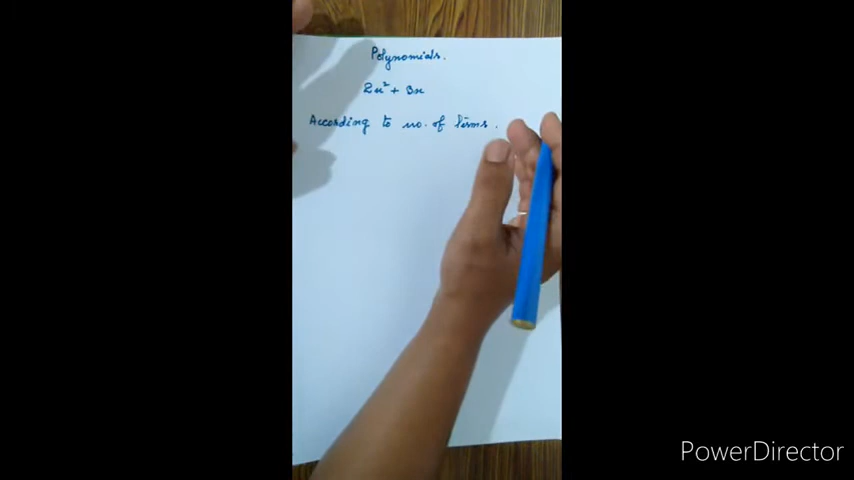 Polynomials.
2x² + 3x
According to no. of terms.
PowerDirector